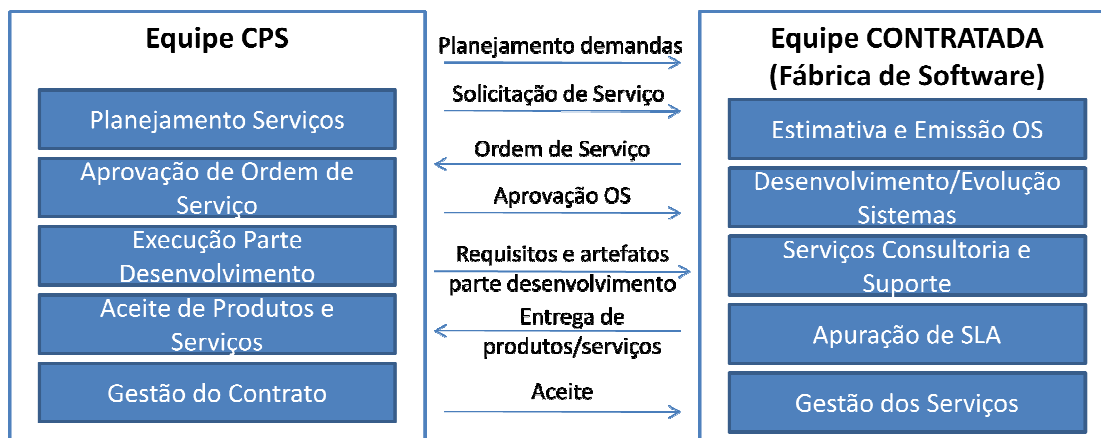 Equipe CPS
Planejamento Serviços
Aprovação de Ordem de
Serviço
Execução Parte
Desenvolvimento
Aceite de Produtos e
Serviços
Gestão do Contrato
Planejamento demandas
Solicitação de Serviço
Ordem de Serviço
Aprovação OS
Requisitos e artefatos
parte desenvolvimento
Entrega de
produtos/serviços
Aceite
Equipe CONTRATADA
(Fábrica de Software)
Estimativa e Emissão OS
Desenvolvimento/Evolução
Sistemas
Serviços Consultoria e
Suporte
Apuração de SLA
Gestão dos Serviços